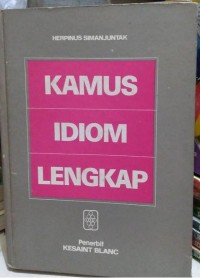 HERPINUS SIMANJUNTAK
KAMUS
IDIOM
LENGKAP
Penerbit
KESAINT BLANC